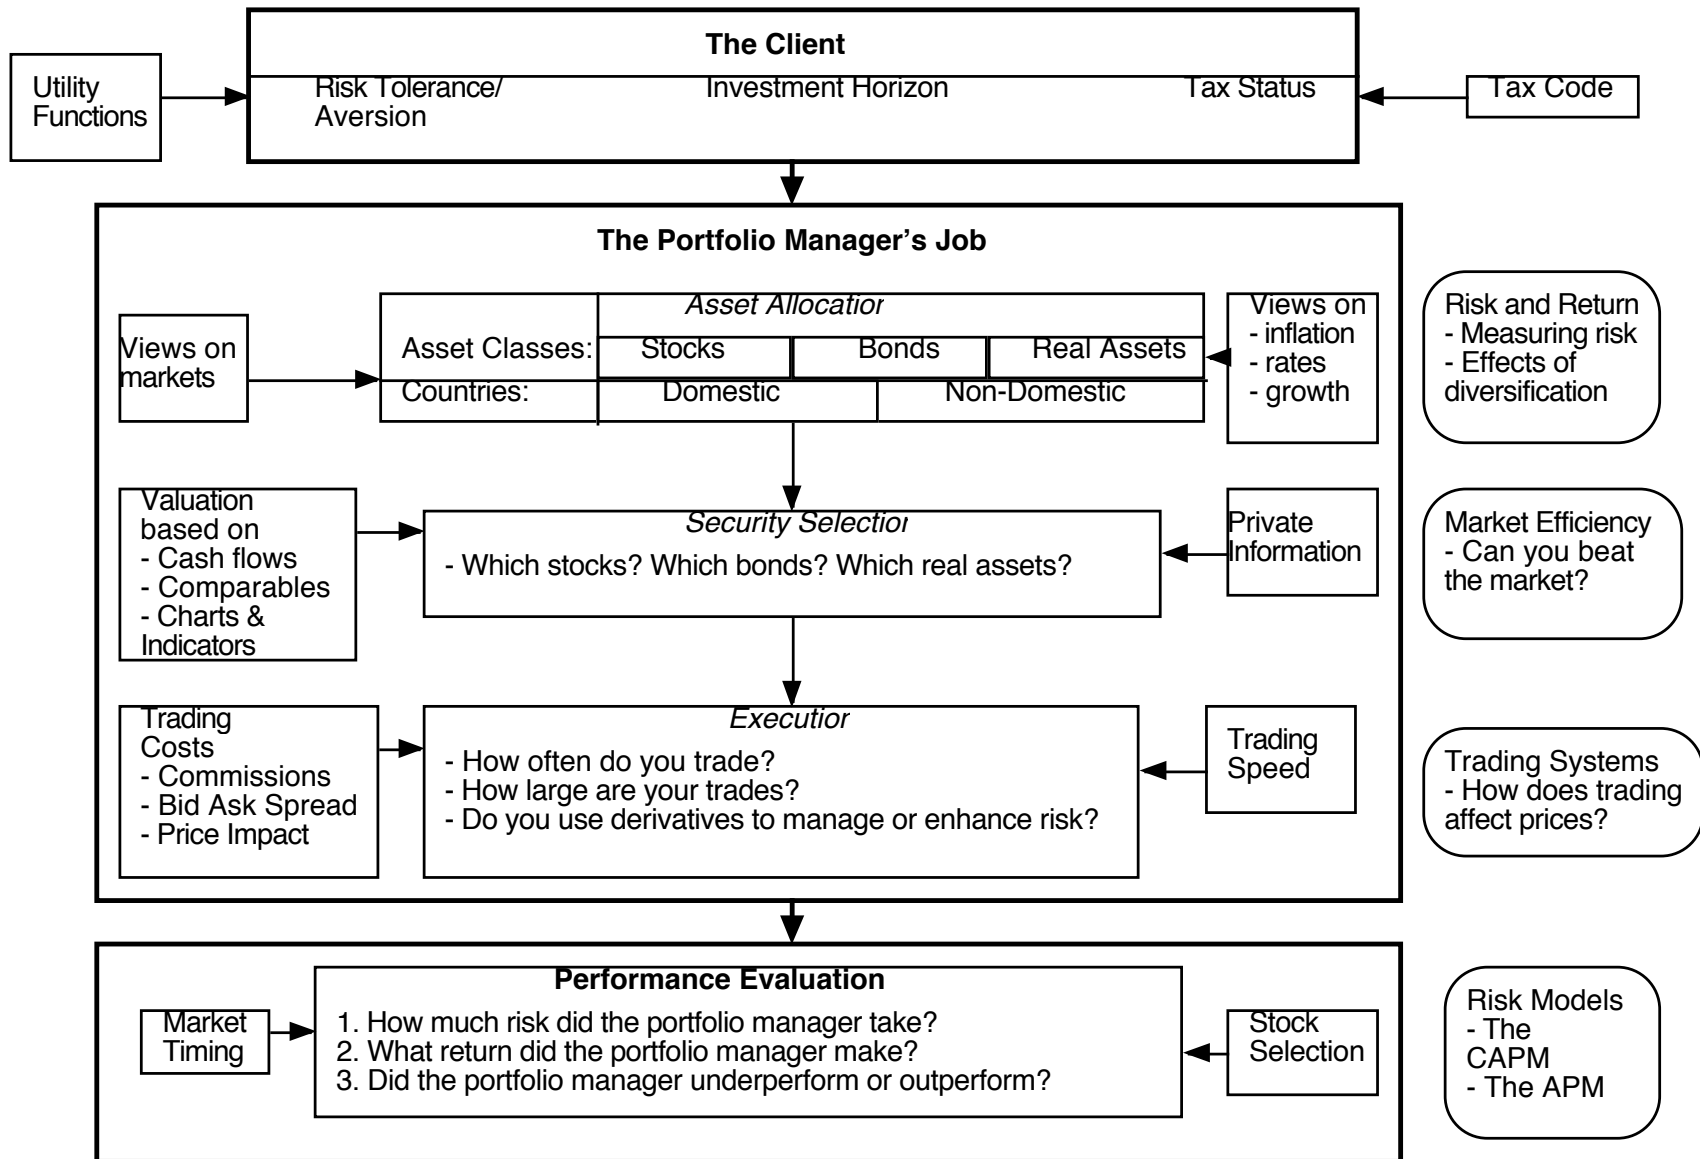 The Client
Utility
Functions
Risk Tolerance/
Aversion
Investment Horizon
Tax Status
Tax Code
The Portfolio Manager's Job
Views on
markets
Asset Allocation
Asset Classes:
Stocks
Bonds
Real Assets
Countries:
Domestic
Non-Domestic
Views on
- inflation
- rates
- growth
Risk and Return
- Measuring risk
- Effects of
diversification
Valuation
based on
- Cash flows
- Comparables
- Charts &
Indicators
Security Selection
- Which stocks? Which bonds? Which real assets?
Private
Information
Market Efficiency
- Can you beat
the market?
Trading
Costs
- Commissions
- Bid Ask Spread
- Price Impact
Execution
- How often do you trade?
- How large are your trades?
- Do you use derivatives to manage or enhance risk?
Trading
Speed
Trading Systems
- How does trading
affect prices?
Performance Evaluation
Market
Timing
1. How much risk did the portfolio manager take?
2. What return did the portfolio manager make?
3. Did the portfolio manager underperform or outperform?
Stock
Selection
Risk Models
- The
CAPM
- The APM